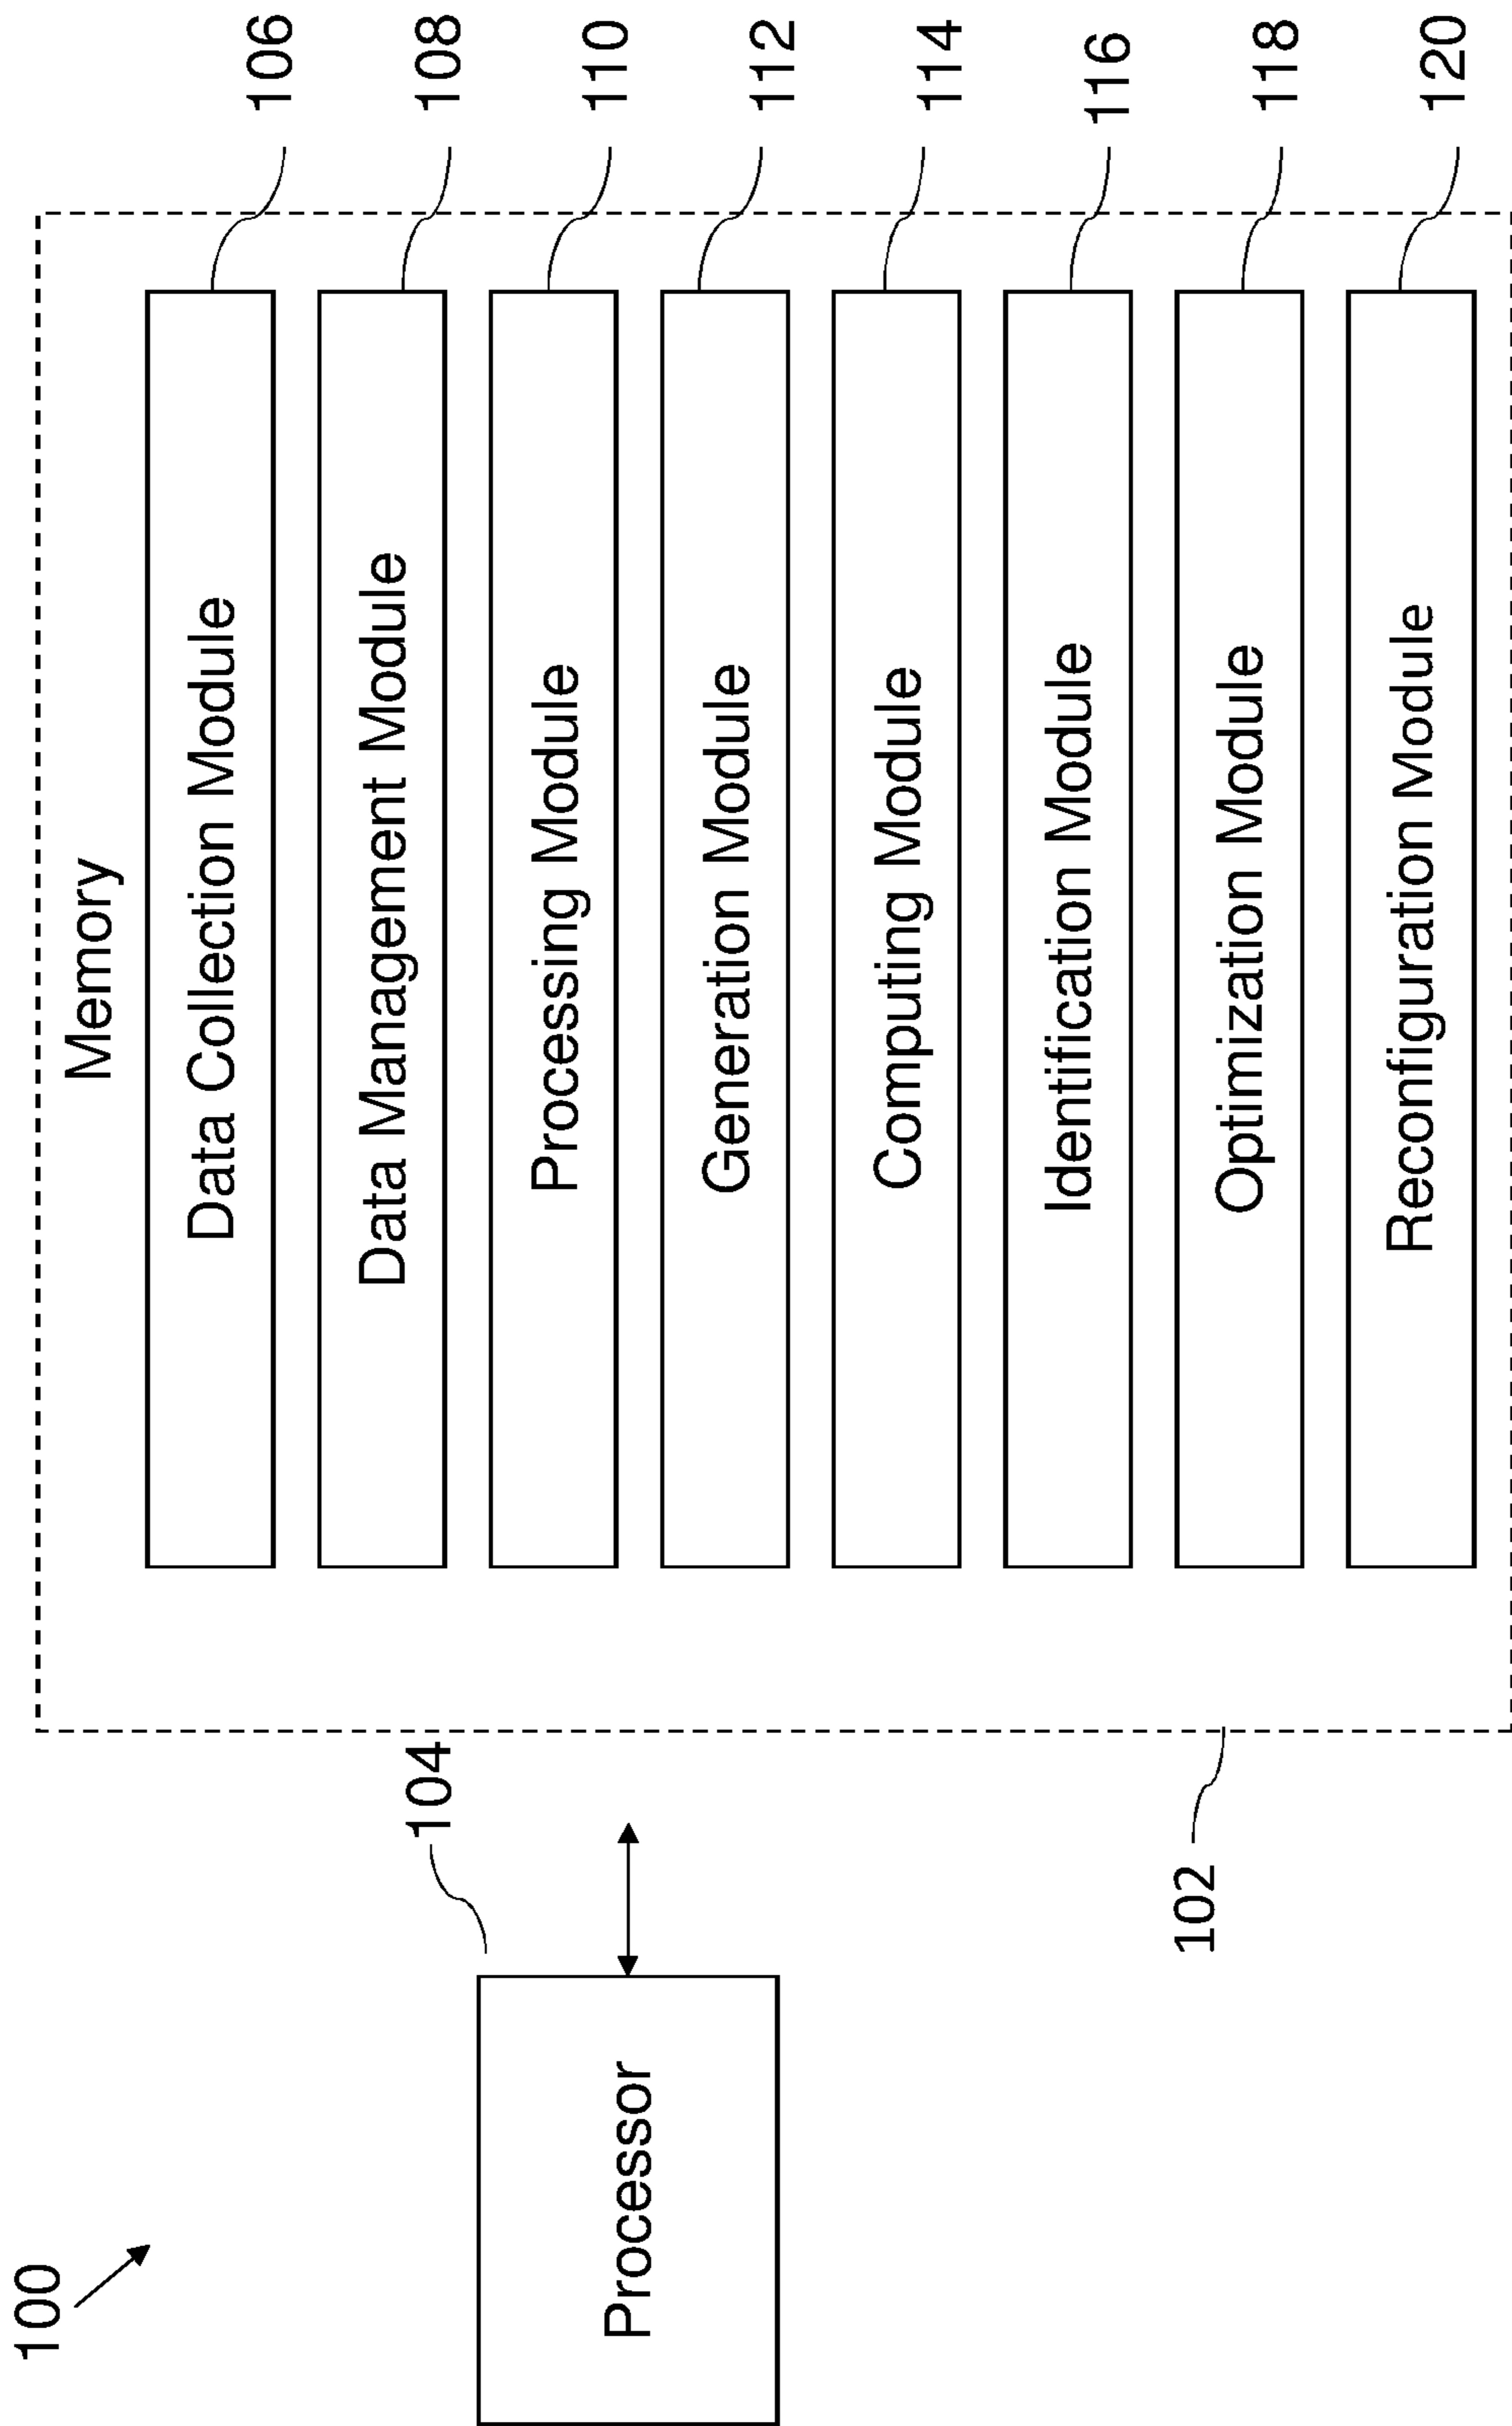 100
Processor
104
102
Memory
Data Collection Module
106
Data Management Module
108
Processing Module
110
Generation Module
112
Computing Module
114
Identification Module
116
Optimization Module
118
Reconfiguration Module
120